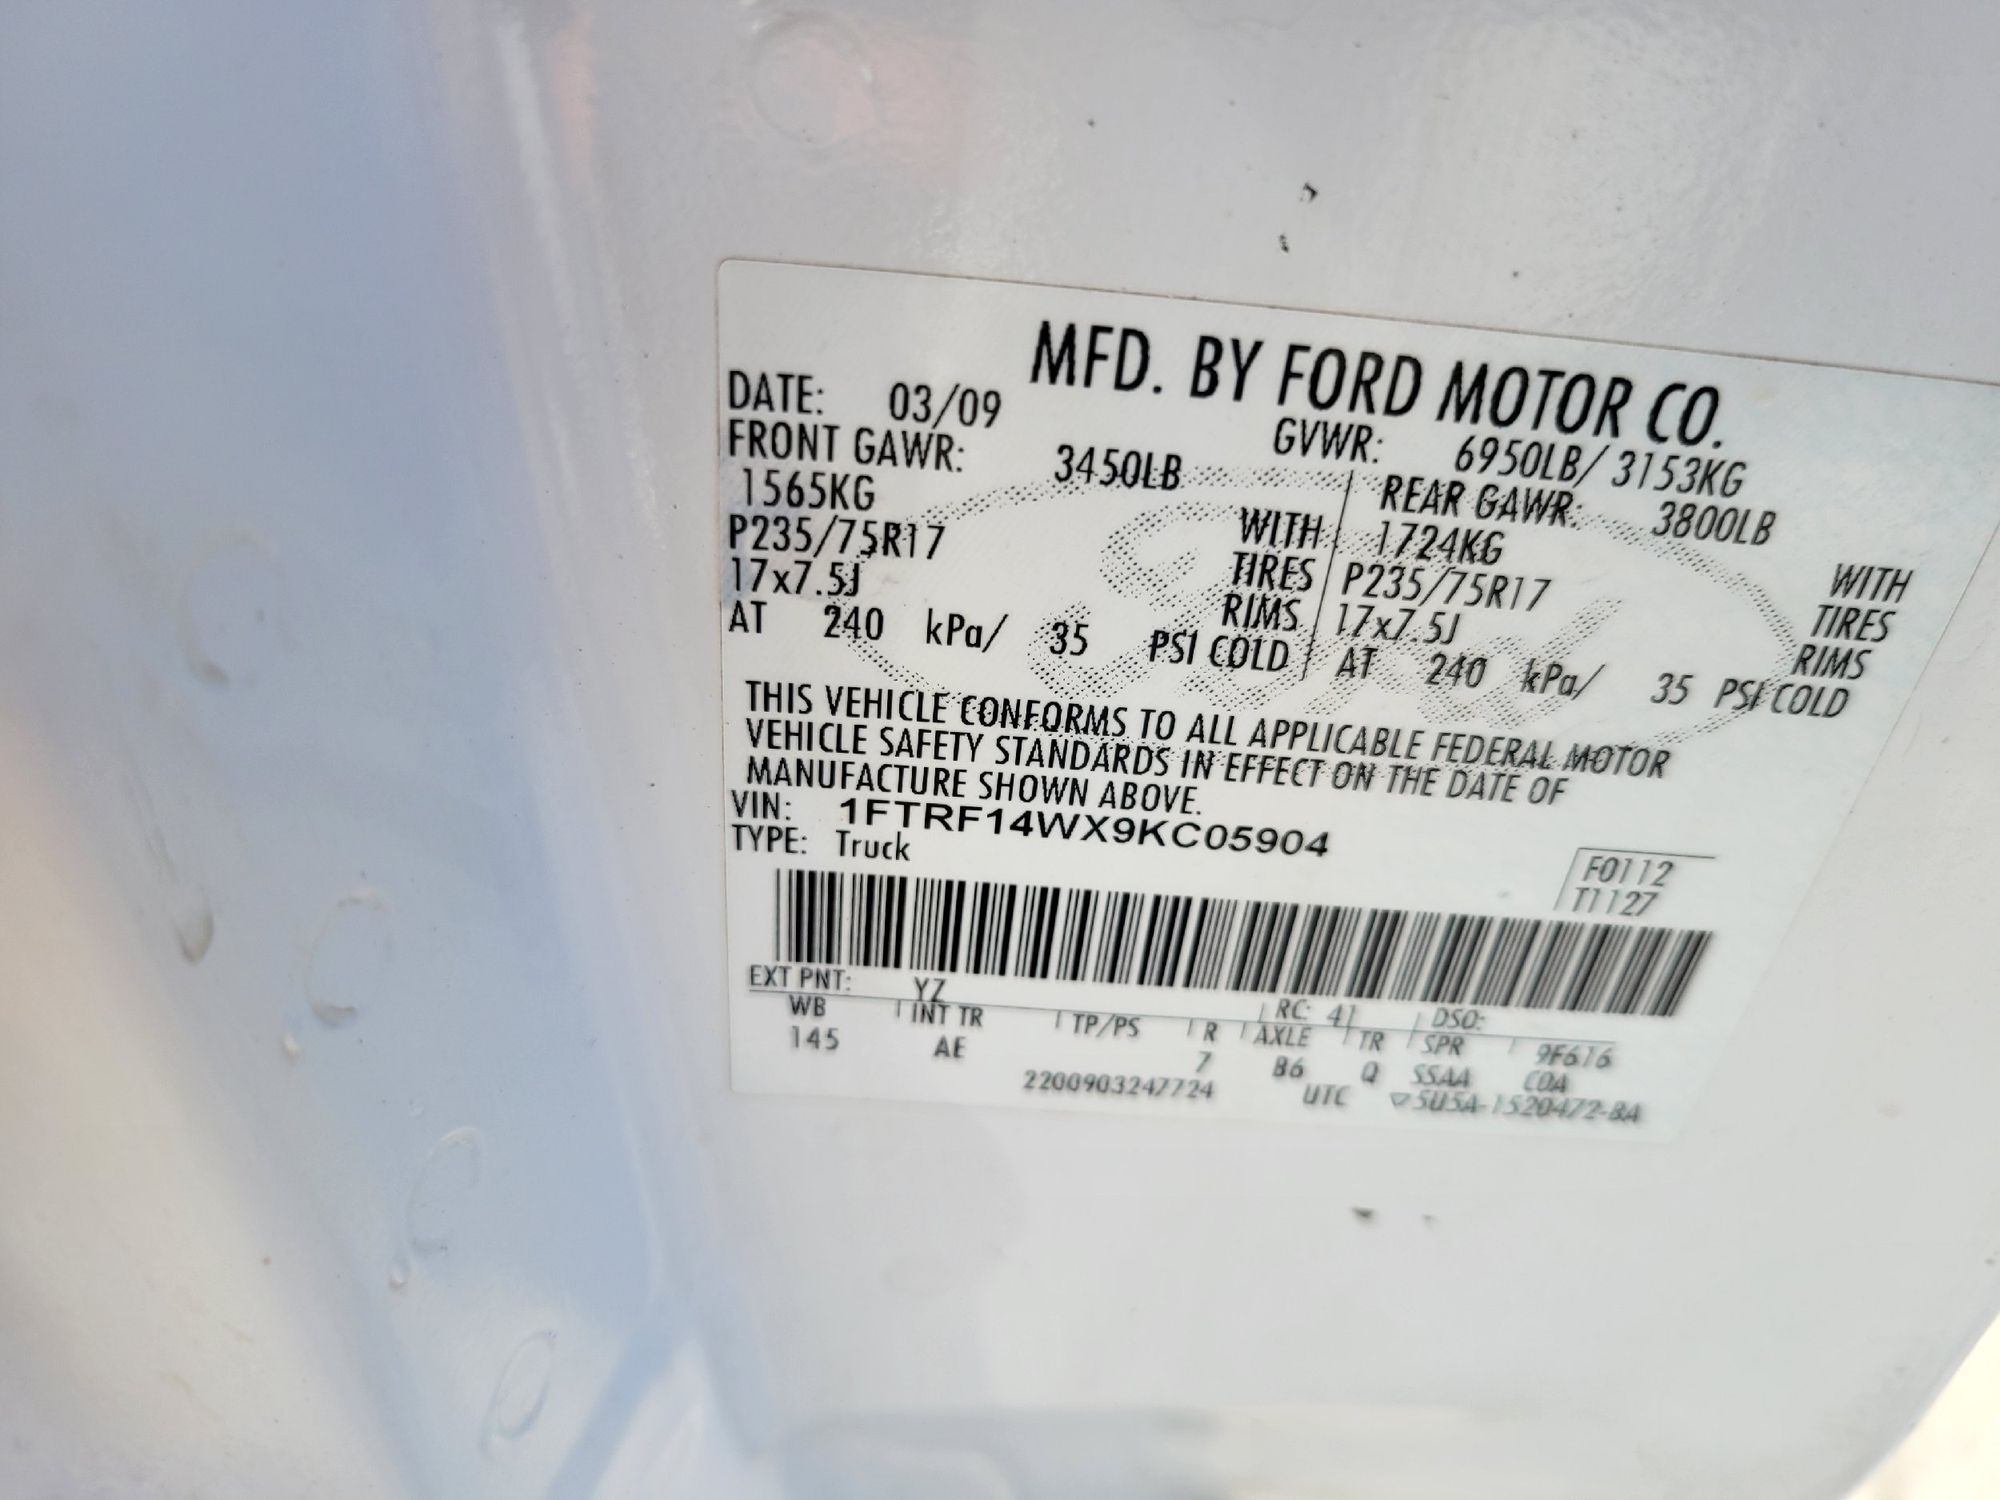 MFD. BY FORD MOTOR CO.
DATE: 03/09 GVWR: 6950LB/ 3153KG
FRONT GAWR: 3450LB REAR GAWR: 3800LB
1565KG WITH 1724KG WITH
P235/75R17 TIRES P235/75R17 TIRES
17x7.5J RIMS 17x7.5J RIMS
AT 240 kPa/ 35 PSI COLD AT 240 kPa/ 35 PSI COLD
THIS VEHICLE CONFORMS TO ALL APPLICABLE FEDERAL MOTOR
VEHICLE SAFETY STANDARDS IN EFFECT ON THE DATE OF
MANUFACTURE SHOWN ABOVE.
VIN: 1FTRF14WX9KC05904
TYPE: Truck
F0112
T1127
EXT PNT: YZ RC: 41 DSO:
WB INT TR TP/PS R AXLE TR SPR 9F616
145 AE 7 B6 Q SSAA COA
2200903247724 UTC ▽5U5A-1520472-BA